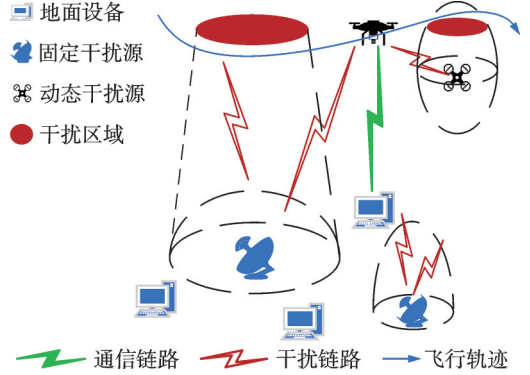 地面设备
固定干扰源
动态干扰源
干扰区域
通信链路 干扰链路 飞行轨迹